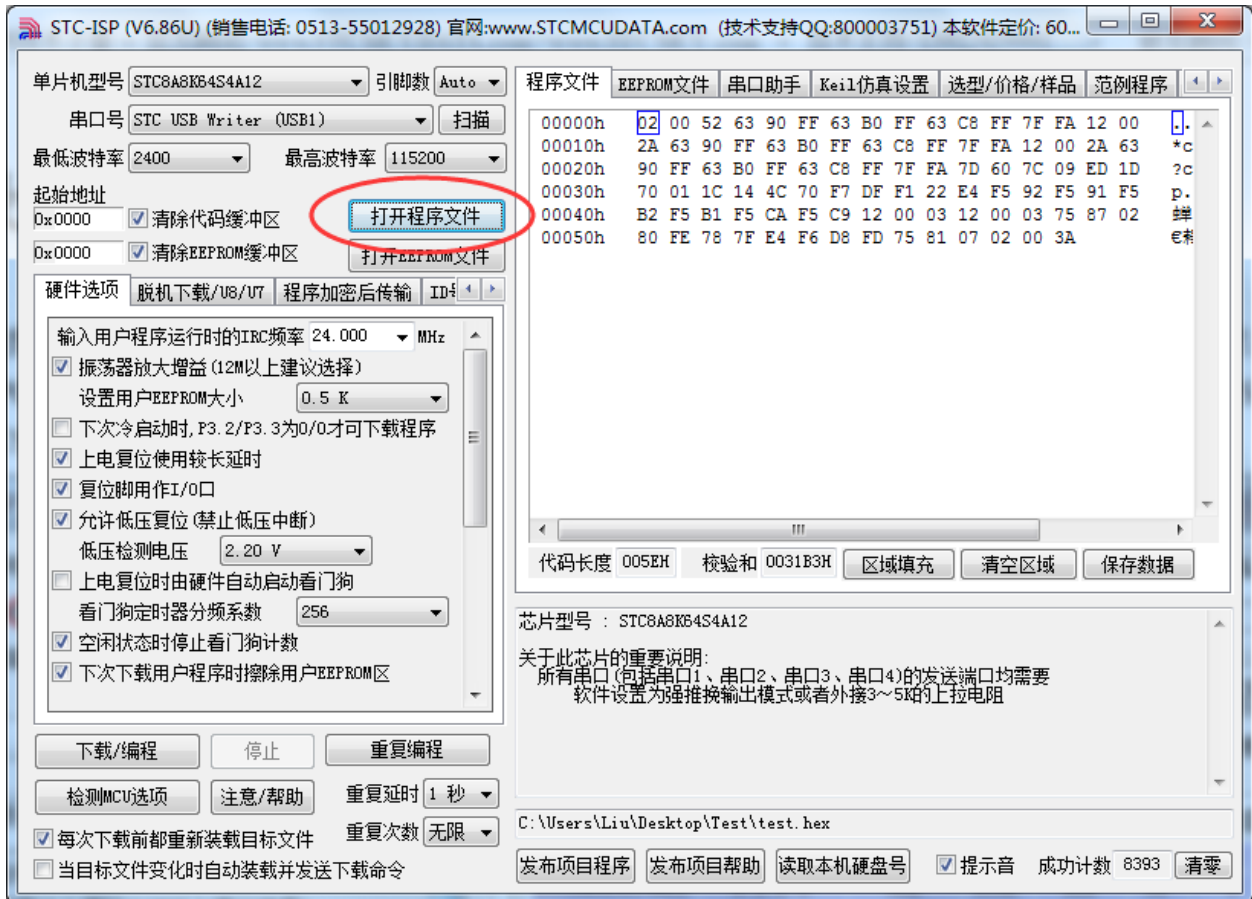 STC-ISP (V6.86U) (销售电话: 0513-55012928) 官网:www.STCMCUDATA.com (技术支持QQ:800003751) 本软件定价: 60...
单片机型号 STC8A8K64S4A12 引脚数 Auto
串口号 STC USB Writer (USB1) 扫描
最低波特率 2400 最高波特率 115200
起始地址
0x0000 清除代码缓冲区 打开程序文件
0x0000 清除EEPROM缓冲区 打开EEPROM文件
硬件选项 脱机下载/U8/U7 程序加密后传输
输入用户程序运行时的IRC频率 24.000 MHz
振荡器放大增益(12M以上建议选择)
设置用户EEPROM大小 0.5 K
下次冷启动时,P3.2/P3.3为0/0才可下载程序
上电复位使用较长延时
复位脚用作I/O口
允许低压复位(禁止低压中断)
低压检测电压 2.20 V
上电复位时由硬件自动启动看门狗
看门狗定时器分频系数 256
空闲状态时停止看门狗计数
下次下载用户程序时擦除用户EEPROM区
下载/编程 停止 重复编程
检测MCU选项 注意/帮助 重复延时 1 秒
每次下载前都重新装载目标文件 重复次数 无限
当目标文件变化时自动装载并发送下载命令
程序文件 EEPROM文件 串口助手 Keil仿真设置 选型/价格/样品 范例程序
00000h 02 00 52 63 90 FF 63 B0 FF 63 C8 FF 7F FA 12 00 ..
00010h 2A 63 90 FF 63 B0 FF 63 C8 FF 7F FA 12 00 2A 63 *c
00020h 90 FF 63 B0 FF 63 C8 FF 7F FA 7D 60 7C 09 ED 1D ?c
00030h 70 01 1C 14 4C 70 F7 DF F1 22 E4 F5 92 F5 91 F5 p.
00040h B2 F5 B1 F5 CA F5 C9 12 00 03 12 00 03 75 87 02
00050h 80 FE 78 7F E4 F6 D8 FD 75 81 07 02 00 3A
代码长度 005EH 校验和 0031B3H 区域填充 清空区域 保存数据
芯片型号 : STC8A8K64S4A12
关于此芯片的重要说明:
所有串口(包括串口1、串口2、串口3、串口4)的发送端口均需要
软件设置为强推挽输出模式或者外接3～5K的上拉电阻
C:\Users\Liu\Desktop\Test\test.hex
发布项目程序 发布项目帮助 读取本机硬盘号 提示音 成功计数 8393 清零